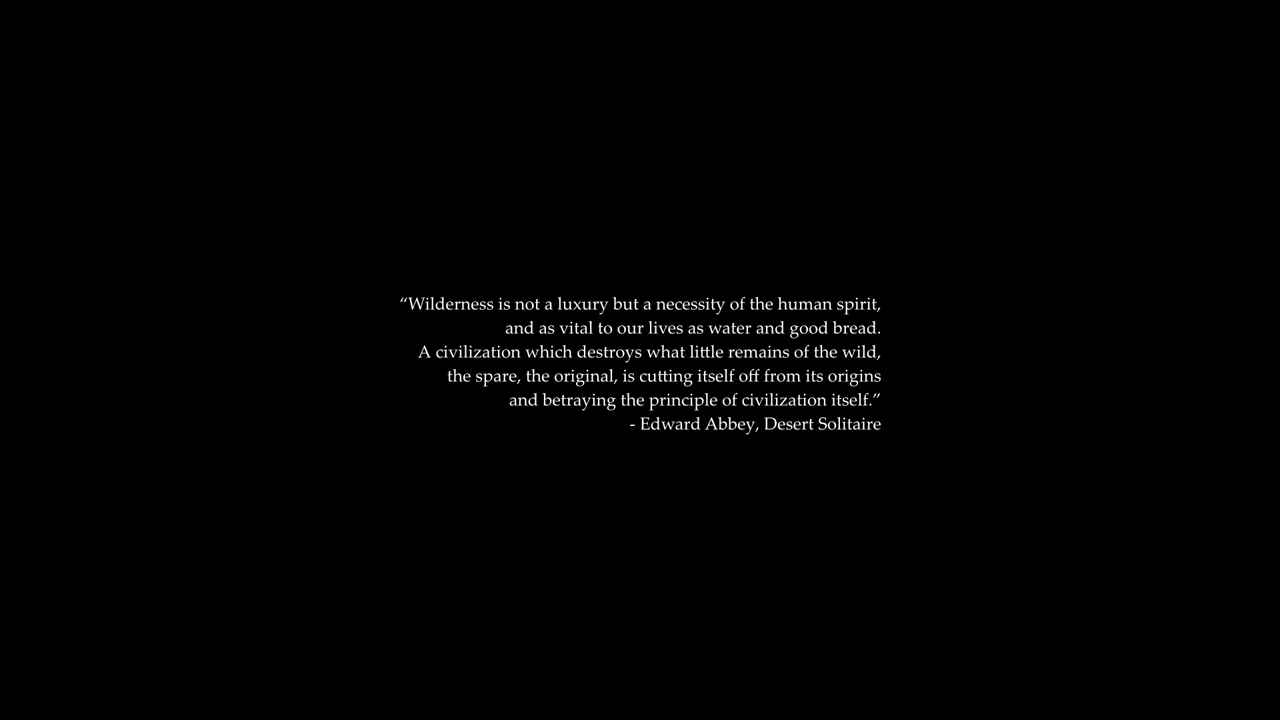 “Wilderness is not a luxury but a necessity of the human spirit,
and as vital to our lives as water and good bread.
A civilization which destroys what little remains of the wild,
the spare, the original, is cutting itself off from its origins
and betraying the principle of civilization itself.”
- Edward Abbey, Desert Solitaire